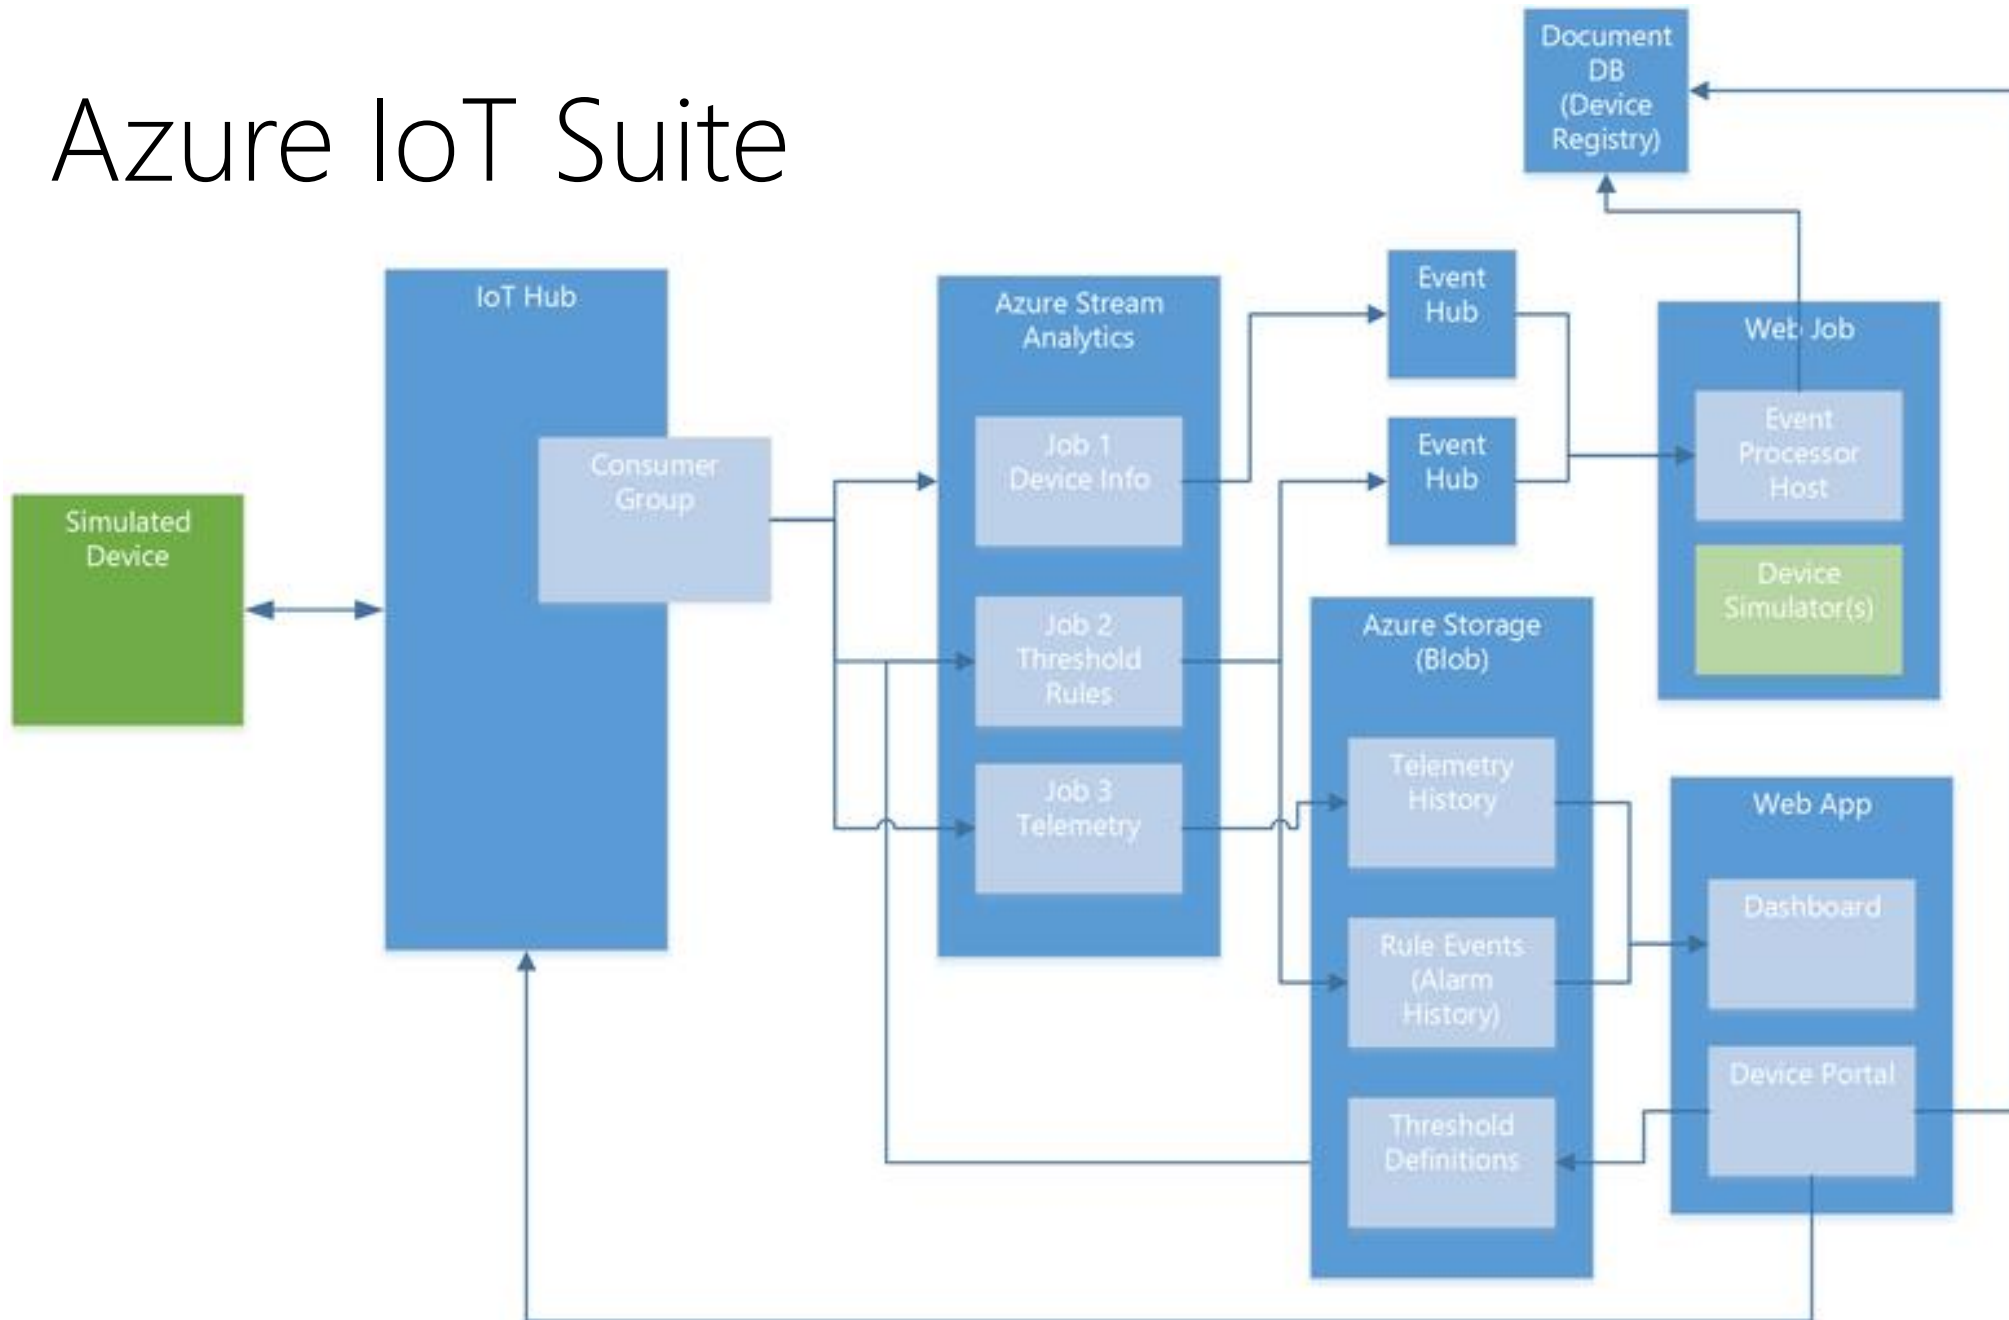 Azure IoT Suite
Document
DB
(Device
Registry)
IoT Hub
Consumer
Group
Simulated
Device
Azure Stream
Analytics
Job 1
Device Info
Job 2
Threshold
Rules
Job 3
Telemetry
Event
Hub
Event
Hub
Web Job
Event
Processor
Host
Device
Simulator(s)
Azure Storage
(Blob)
Telemetry
History
Rule Events
(Alarm
History)
Threshold
Definitions
Web App
Dashboard
Device Portal